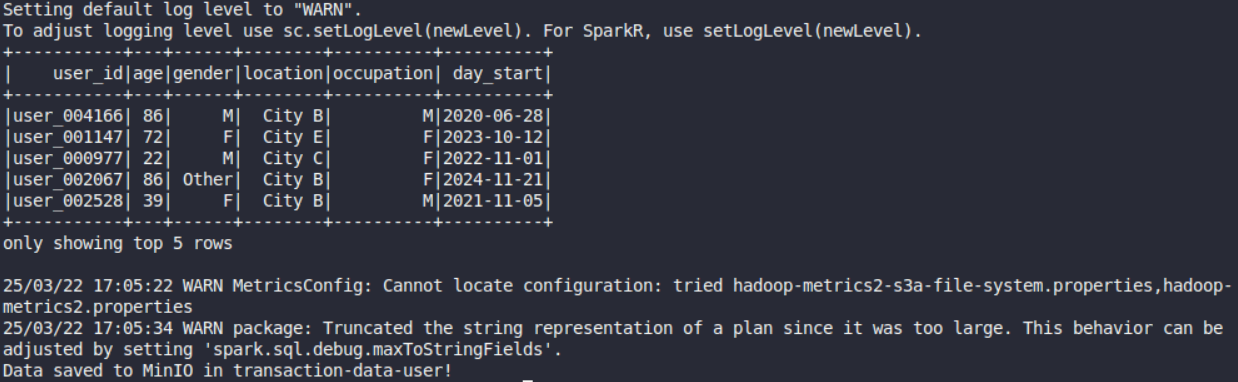 Setting default log level to "WARN".
To adjust logging level use sc.setLogLevel(newLevel). For SparkR, use setLogLevel(newLevel).
+-----------+---+------+--------+----------+----------+
|    user_id|age|gender|location|occupation| day_start|
+-----------+---+------+--------+----------+----------+
|user_004166| 86|     M|  City B|         M|2020-06-28|
|user_001147| 72|     F|  City E|         F|2023-10-12|
|user_000977| 22|     M|  City C|         F|2022-11-01|
|user_002067| 86| Other|  City B|         F|2024-11-21|
|user_002528| 39|     F|  City B|         M|2021-11-05|
+-----------+---+------+--------+----------+----------+
only showing top 5 rows

25/03/22 17:05:22 WARN MetricsConfig: Cannot locate configuration: tried hadoop-metrics2-s3a-file-system.properties,hadoop-
metrics2.properties
25/03/22 17:05:34 WARN package: Truncated the string representation of a plan since it was too large. This behavior can be
adjusted by setting 'spark.sql.debug.maxToStringFields'.
Data saved to MinIO in transaction-data-user!